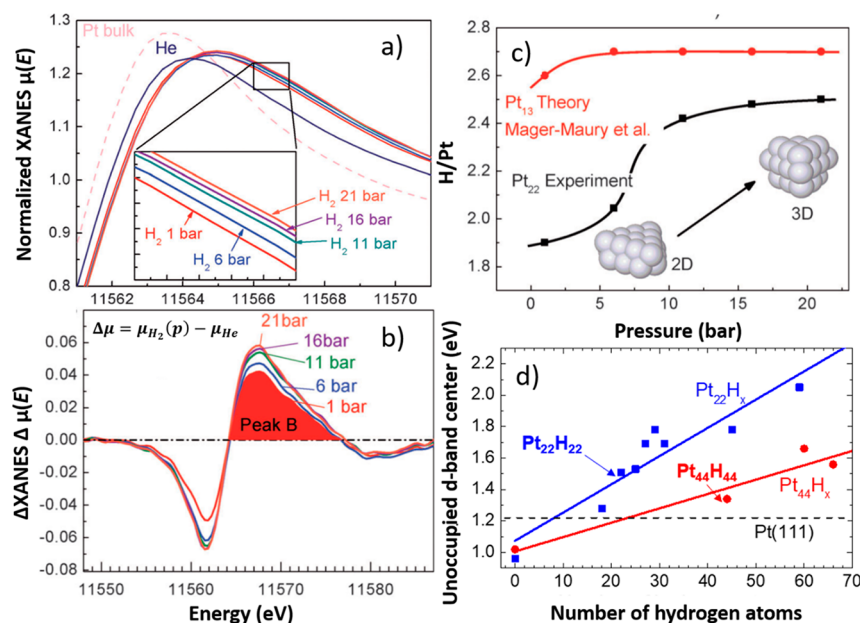 a)
Pt bulk
He
H2 21 bar
H2 16 bar
H2 11 bar
H2 6 bar
H2 1 bar
Normalized XANES μ(E)
1.3
1.2
1.1
1.0
0.9
0.8
11562 11564 11566 11568 11570
b)
Δμ = μH2(p) − μHe
21bar
16bar
11 bar
6 bar
1 bar
Peak B
ΔXANES Δ μ(E)
0.06
0.04
0.02
0.00
-0.02
-0.04
-0.06
-0.08
11550 11560 11570 11580
Energy (eV)
c)
Pt13 Theory
Mager-Maury et al.
Pt22 Experiment
3D
2D
H/Pt
2.8
2.6
2.4
2.2
2.0
1.8
0 5 10 15 20
Pressure (bar)
d)
Pt22Hx
Pt22H22
Pt44H44
Pt44Hx
Pt(111)
Unoccupied d-band center (eV)
2.2
2.0
1.8
1.6
1.4
1.2
1.0
0 10 20 30 40 50 60 70
Number of hydrogen atoms